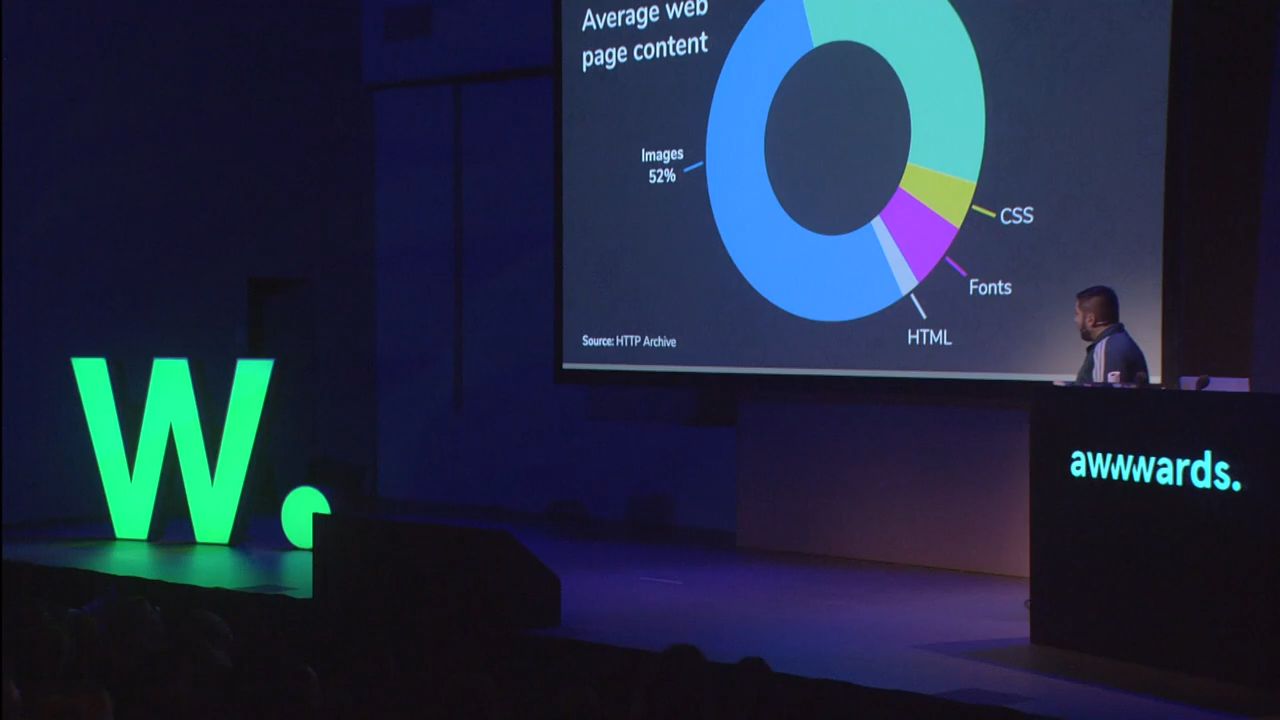 Average web
page content
Images
52%
CSS
Fonts
HTML
Source: HTTP Archive
W.
awwwards.